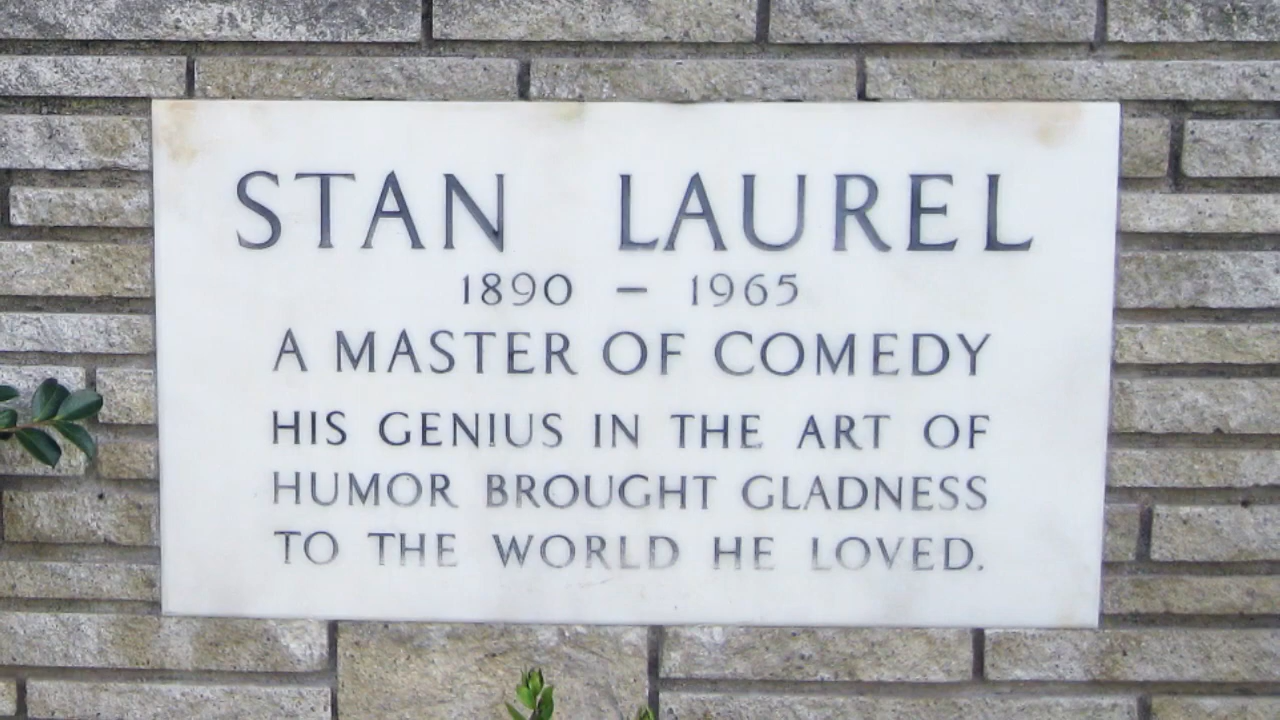 STAN LAUREL
1890 – 1965
A MASTER OF COMEDY
HIS GENIUS IN THE ART OF
HUMOR BROUGHT GLADNESS
TO THE WORLD HE LOVED.